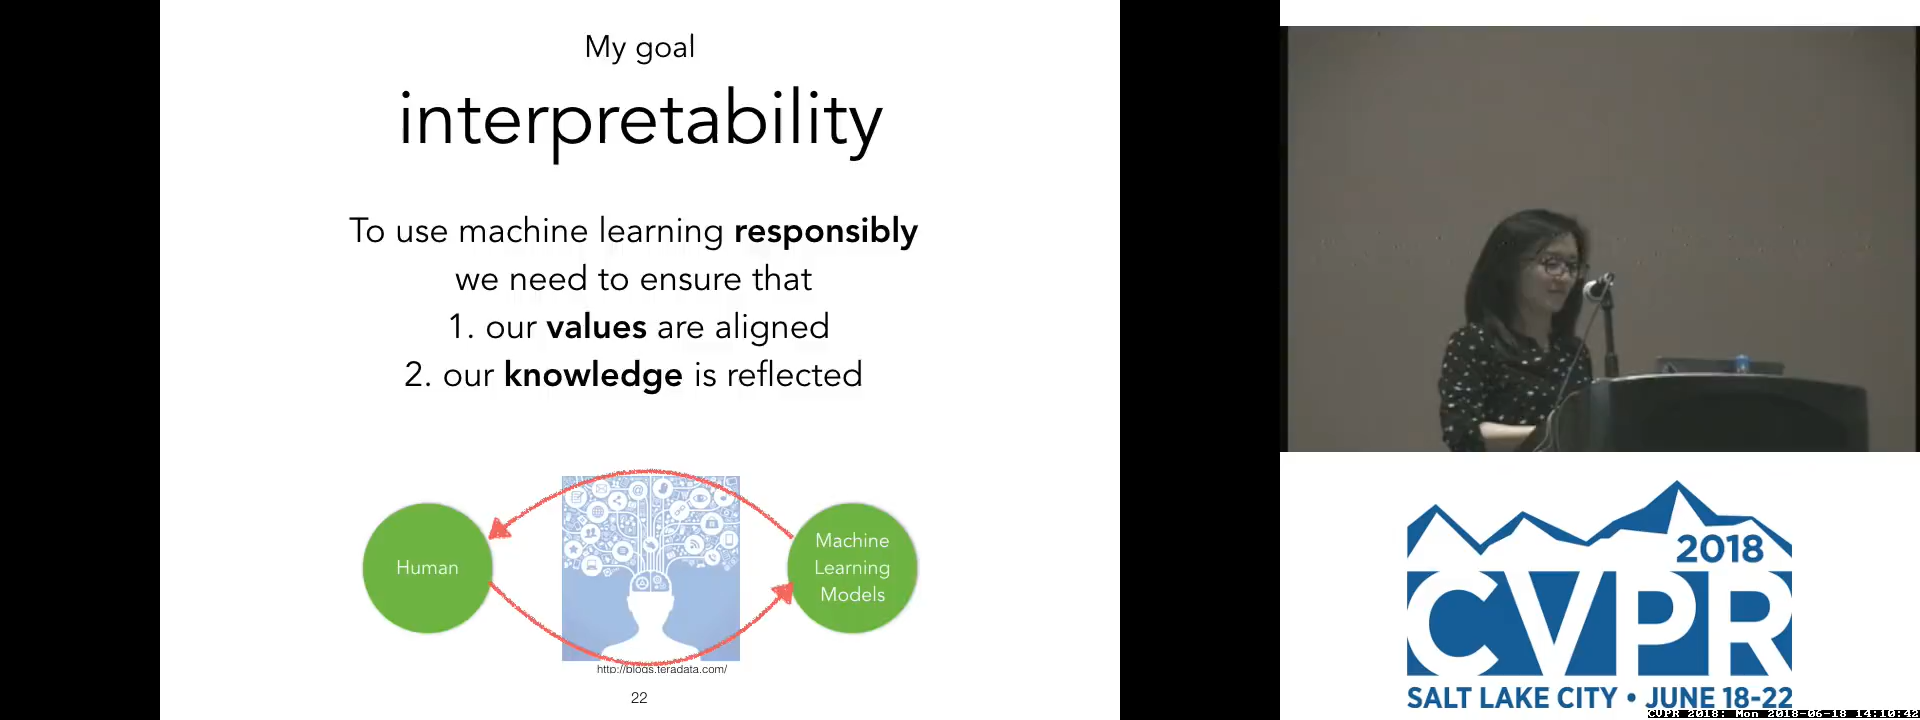 My goal
interpretability
To use machine learning responsibly
we need to ensure that
1. our values are aligned
2. our knowledge is reflected
Human
Machine
Learning
Models
http://blogs.teradata.com/
22
2018
CVPR
SALT LAKE CITY • JUNE 18-22
CVPR 2018: Mon 2018-06-18 14:10:42